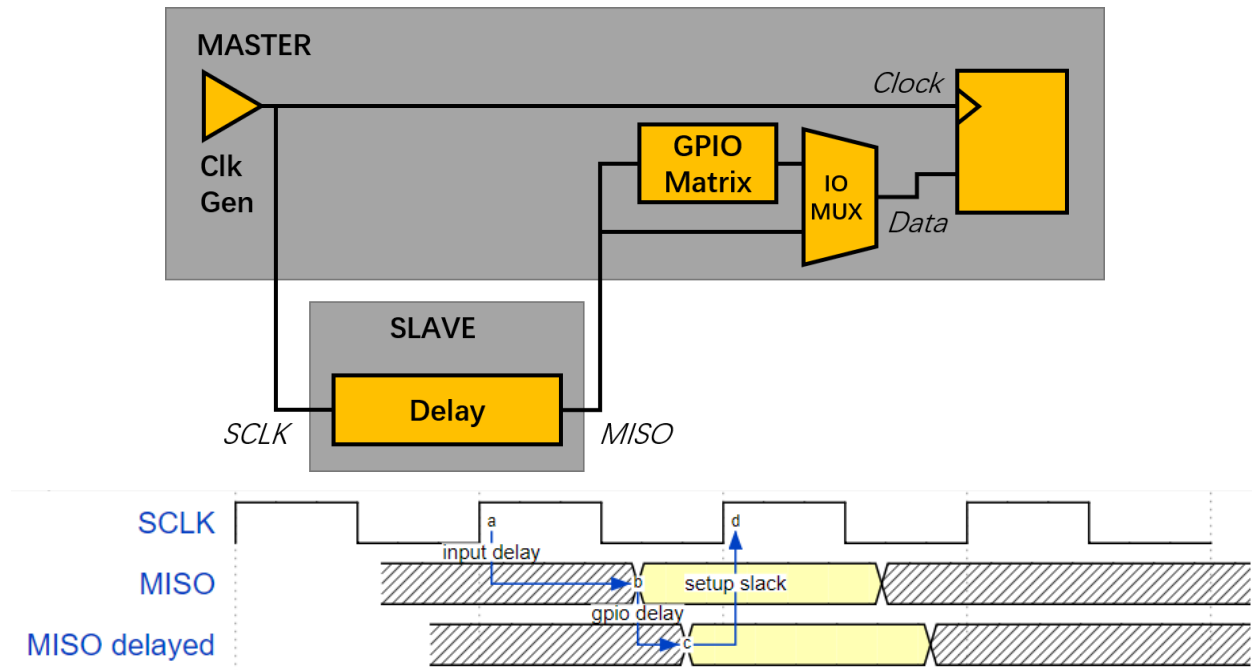 MASTER
Clock
Clk
Gen
GPIO
Matrix
IO
MUX
Data
SLAVE
Delay
SCLK
MISO
SCLK
a
d
input delay
MISO
b
setup slack
gpio delay
MISO delayed
c